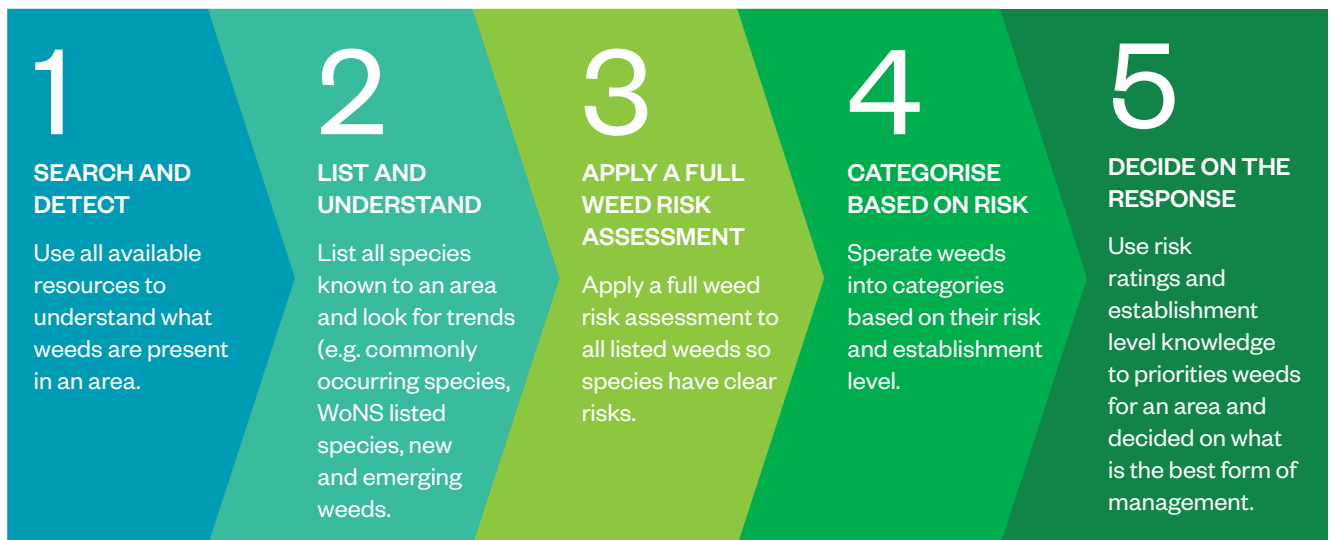 1
SEARCH AND
DETECT
Use all available
resources to
understand what
weeds are present
in an area.
2
LIST AND
UNDERSTAND
List all species
known to an area
and look for trends
(e.g. commonly
occurring species,
WoNS listed
species, new
and emerging
weeds.
3
APPLY A FULL
WEED RISK
ASSESSMENT
Apply a full weed
risk assessment to
all listed weeds so
species have clear
risks.
4
CATEGORISE
BASED ON RISK
Sperate weeds
into categories
based on their risk
and establishment
level.
5
DECIDE ON THE
RESPONSE
Use risk
ratings and
establishment
level knowledge
to priorities weeds
for an area and
decided on what
is the best form of
management.